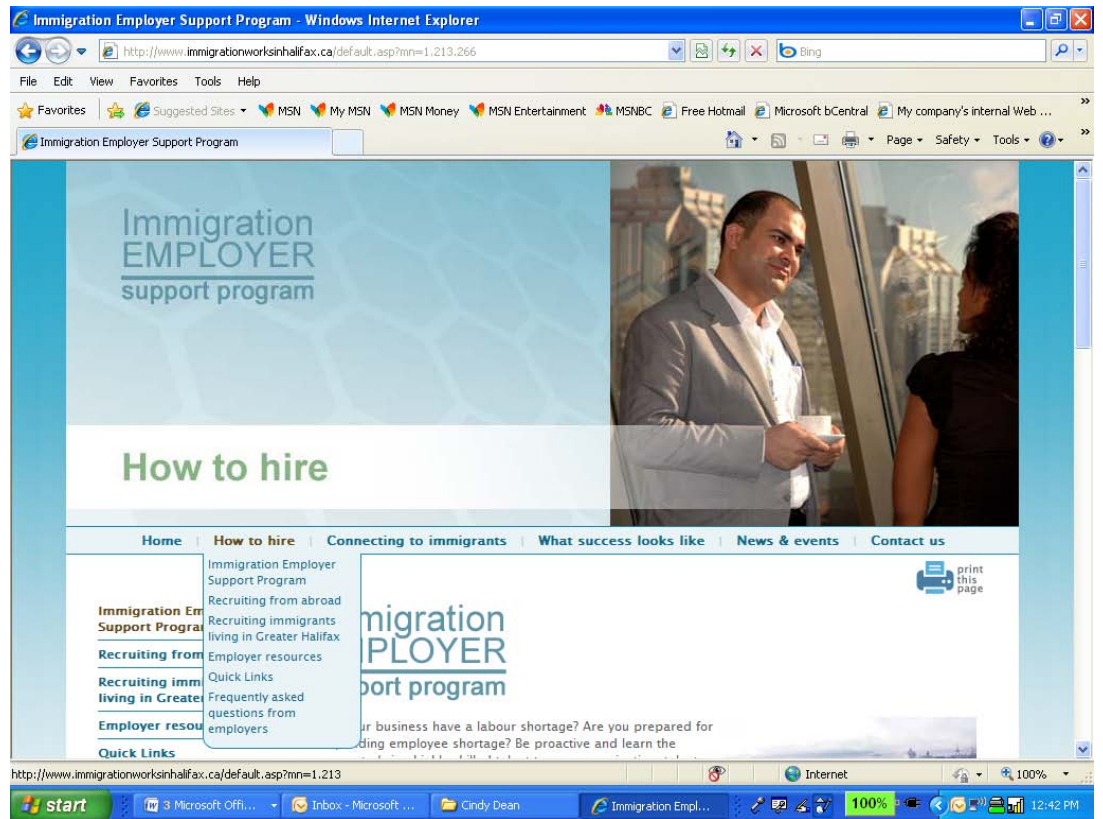 Immigration Employer Support Program - Windows Internet Explorer
http://www.immigrationworksinhalifax.ca/default.asp?mn=1.213.266
Bing
File Edit View Favorites Tools Help
Favorites Suggested Sites MSN My MSN MSN Money MSN Entertainment MSNBC Free Hotmail Microsoft bCentral My company's internal Web ...
Immigration Employer Support Program
Page Safety Tools
Immigration
EMPLOYER
support program
How to hire
Home How to hire Connecting to immigrants What success looks like News & events Contact us
print
this
page
Immigration Employer
Support Program
Recruiting from abroad
Recruiting immigrants
living in Greater Halifax
Employer resources
Quick Links
Frequently asked
questions from
employers
Immigration Em
Support Progra
Recruiting from
Recruiting imm
living in Greate
Employer resou
Quick Links
migration
PLOYER
port program
ur business have a labour shortage? Are you prepared for
ding employee shortage? Be proactive and learn the
http://www.immigrationworksinhalifax.ca/default.asp?mn=1.213
Internet
100%
start
3 Microsoft Offi...
Inbox - Microsoft ...
Cindy Dean
Immigration Empl...
100%
12:42 PM